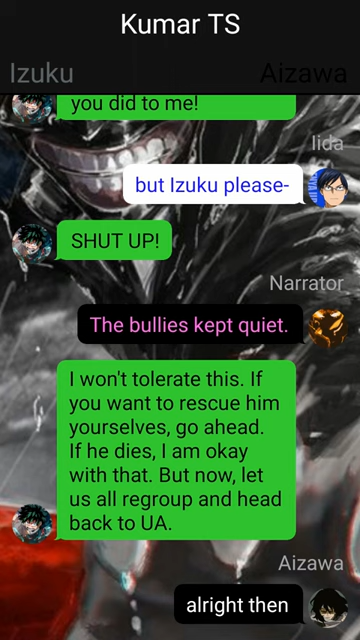 Kumar TS
Izuku
Aizawa
you did to me!
Iida
but Izuku please-
SHUT UP!
Narrator
The bullies kept quiet.
I won't tolerate this. If
you want to rescue him
yourselves, go ahead.
If he dies, I am okay
with that. But now, let
us all regroup and head
back to UA.
Aizawa
alright then